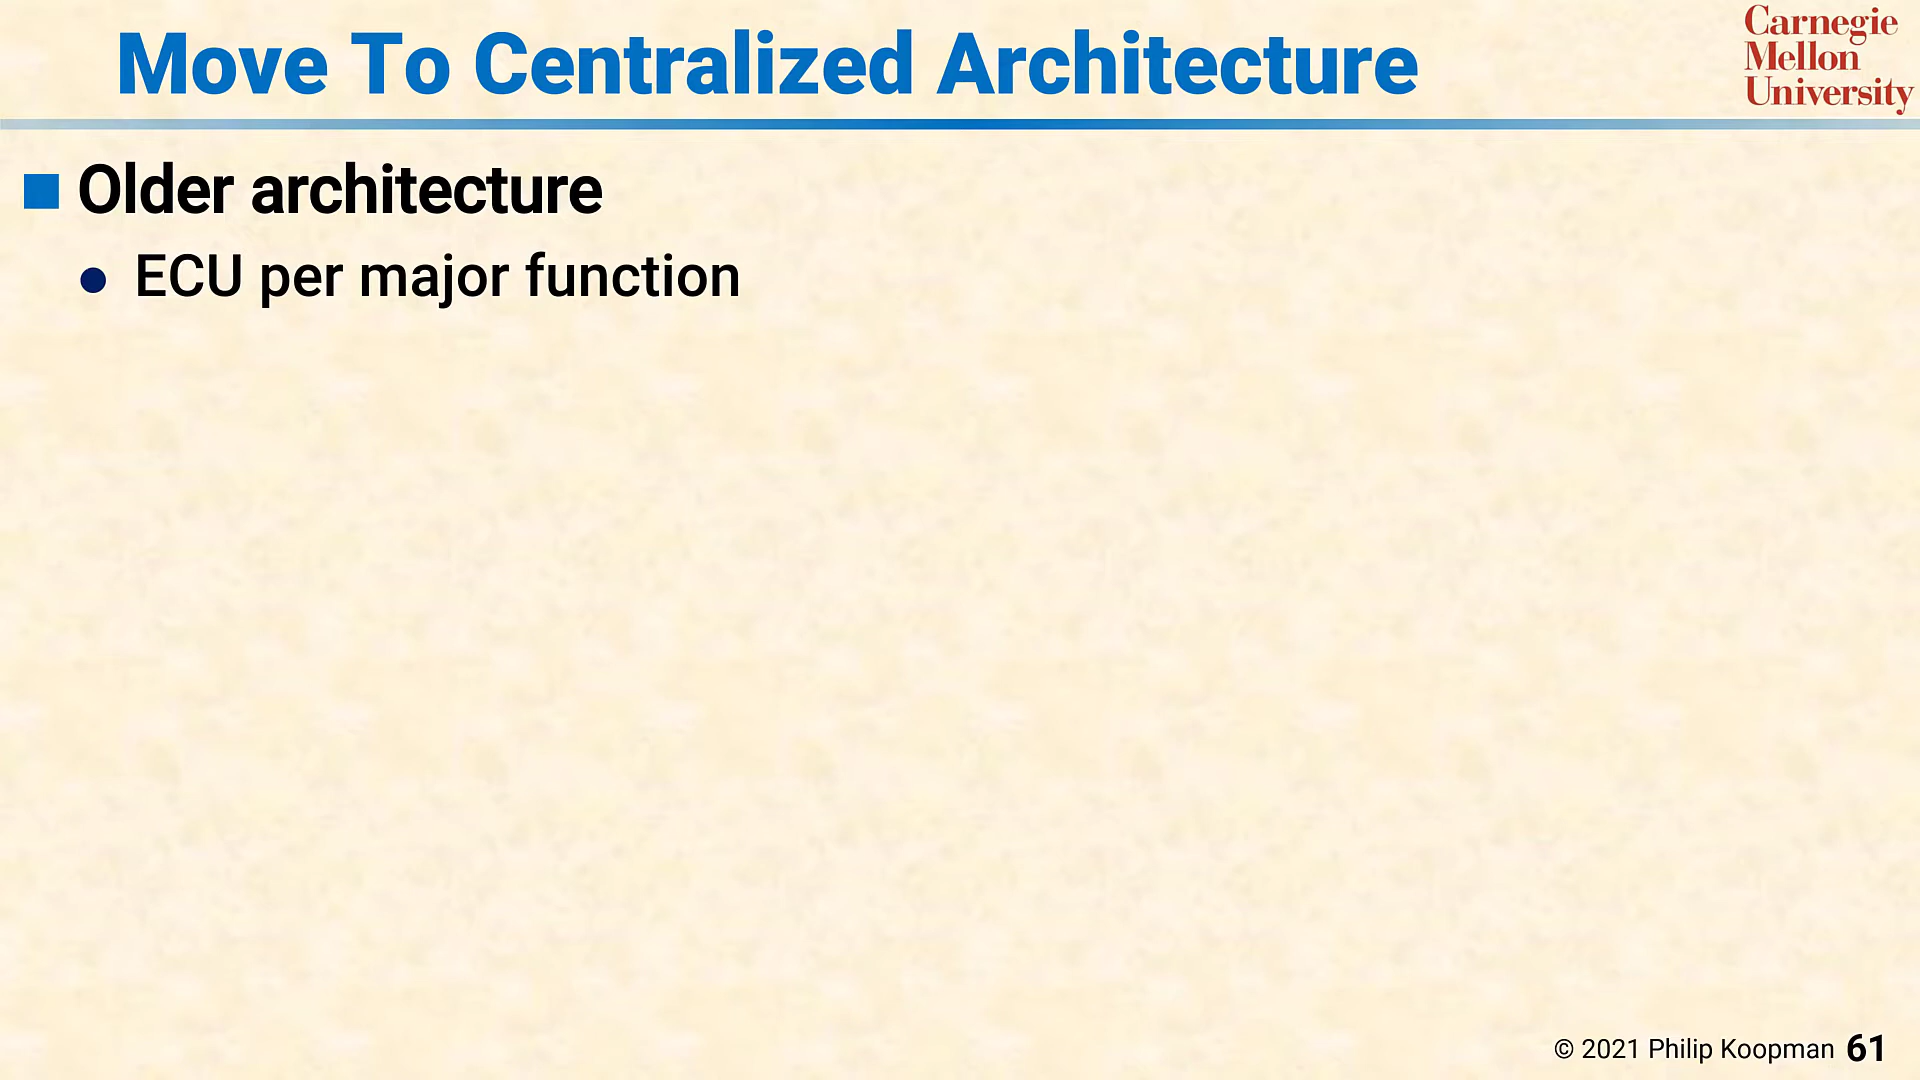 Move To Centralized Architecture
Carnegie
Mellon
University
Older architecture
ECU per major function
© 2021 Philip Koopman 61